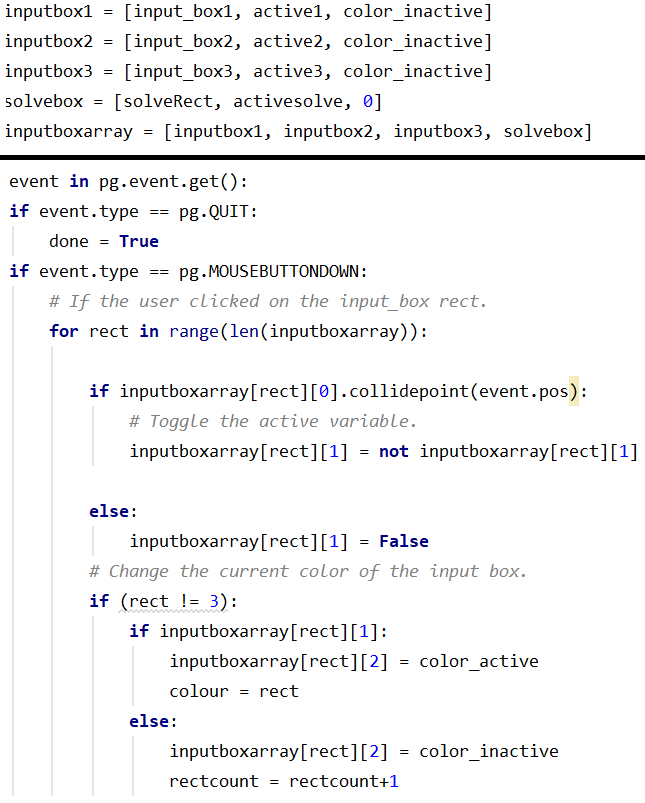 inputbox1 = [input_box1, active1, color_inactive]
inputbox2 = [input_box2, active2, color_inactive]
inputbox3 = [input_box3, active3, color_inactive]
solvebox = [solveRect, activesolve, 0]
inputboxarray = [inputbox1, inputbox2, inputbox3, solvebox]
event in pg.event.get():
if event.type == pg.QUIT:
    done = True
if event.type == pg.MOUSEBUTTONDOWN:
    # If the user clicked on the input_box rect.
    for rect in range(len(inputboxarray)):
        if inputboxarray[rect][0].collidepoint(event.pos):
            # Toggle the active variable.
            inputboxarray[rect][1] = not inputboxarray[rect][1]
        else:
            inputboxarray[rect][1] = False
        # Change the current color of the input box.
        if (rect != 3):
            if inputboxarray[rect][1]:
                inputboxarray[rect][2] = color_active
                colour = rect
            else:
                inputboxarray[rect][2] = color_inactive
                rectcount = rectcount+1